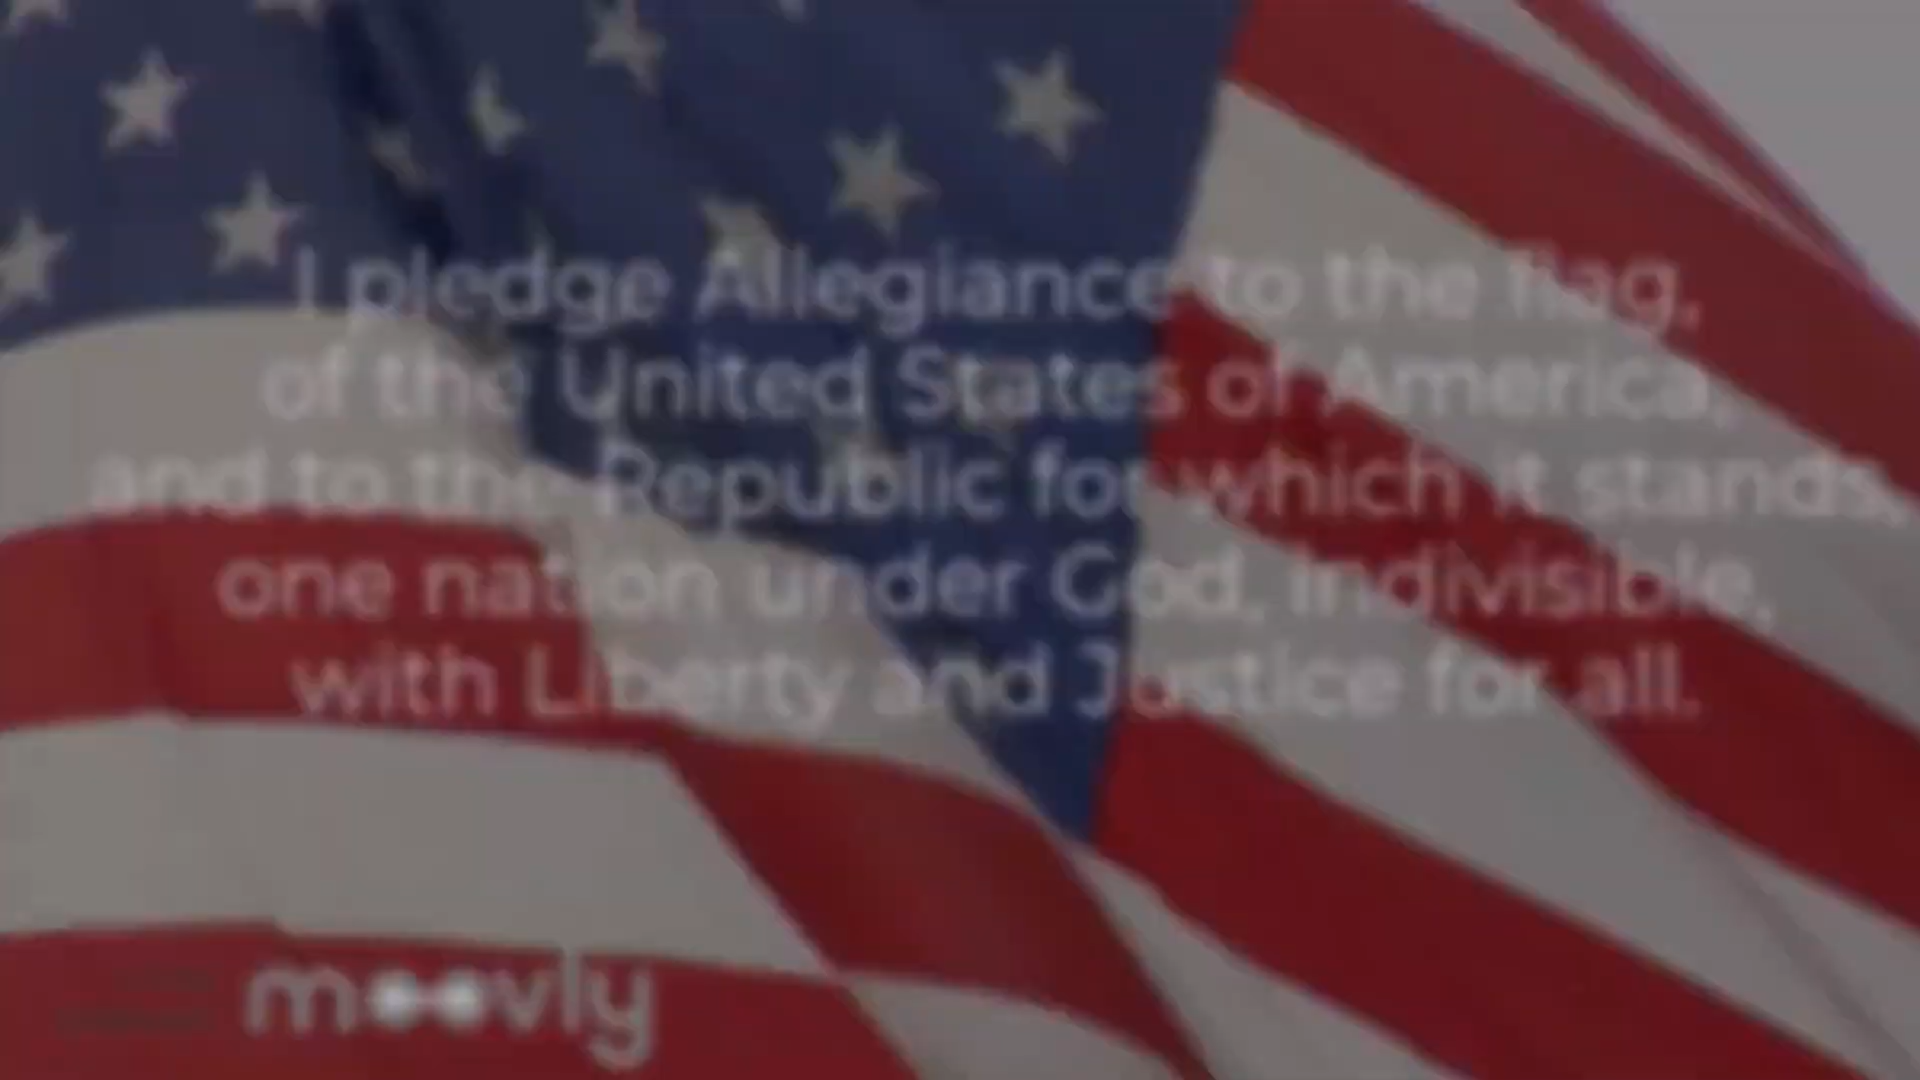 I pledge Allegiance to the flag,
of the United States of America,
and to the Republic for which it stands,
one nation under God, indivisible,
with Liberty and Justice for all.
moovly